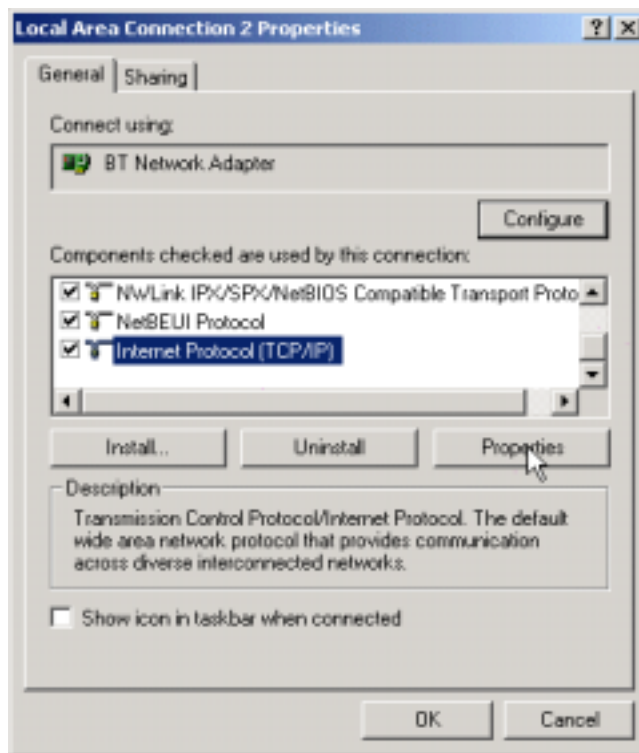 Local Area Connection 2 Properties
General Sharing
Connect using:
BT Network Adapter
Configure
Components checked are used by this connection:
NWLink IPX/SPX/NetBIOS Compatible Transport Proto
NetBEUI Protocol
Internet Protocol (TCP/IP)
Install... Uninstall Properties
Description
Transmission Control Protocol/Internet Protocol. The default
wide area network protocol that provides communication
across diverse interconnected networks.
Show icon in taskbar when connected
OK Cancel